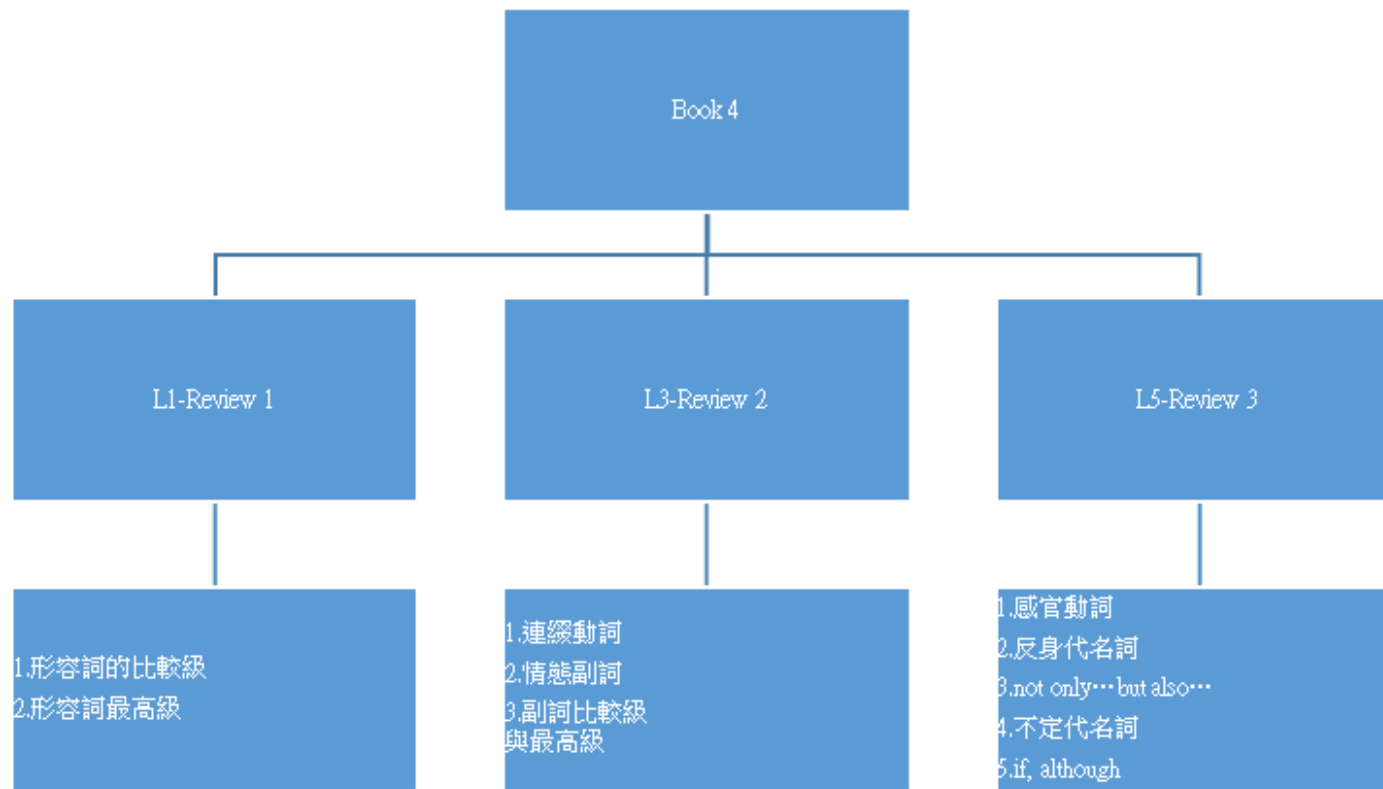 Book 4
L1-Review 1
L3-Review 2
L5-Review 3
1.形容詞的比較級
2.形容詞最高級
1.連綴動詞
2.情態副詞
3.副詞比較級
與最高級
1.感官動詞
2.反身代名詞
3.not only…but also…
4.不定代名詞
5.if, although